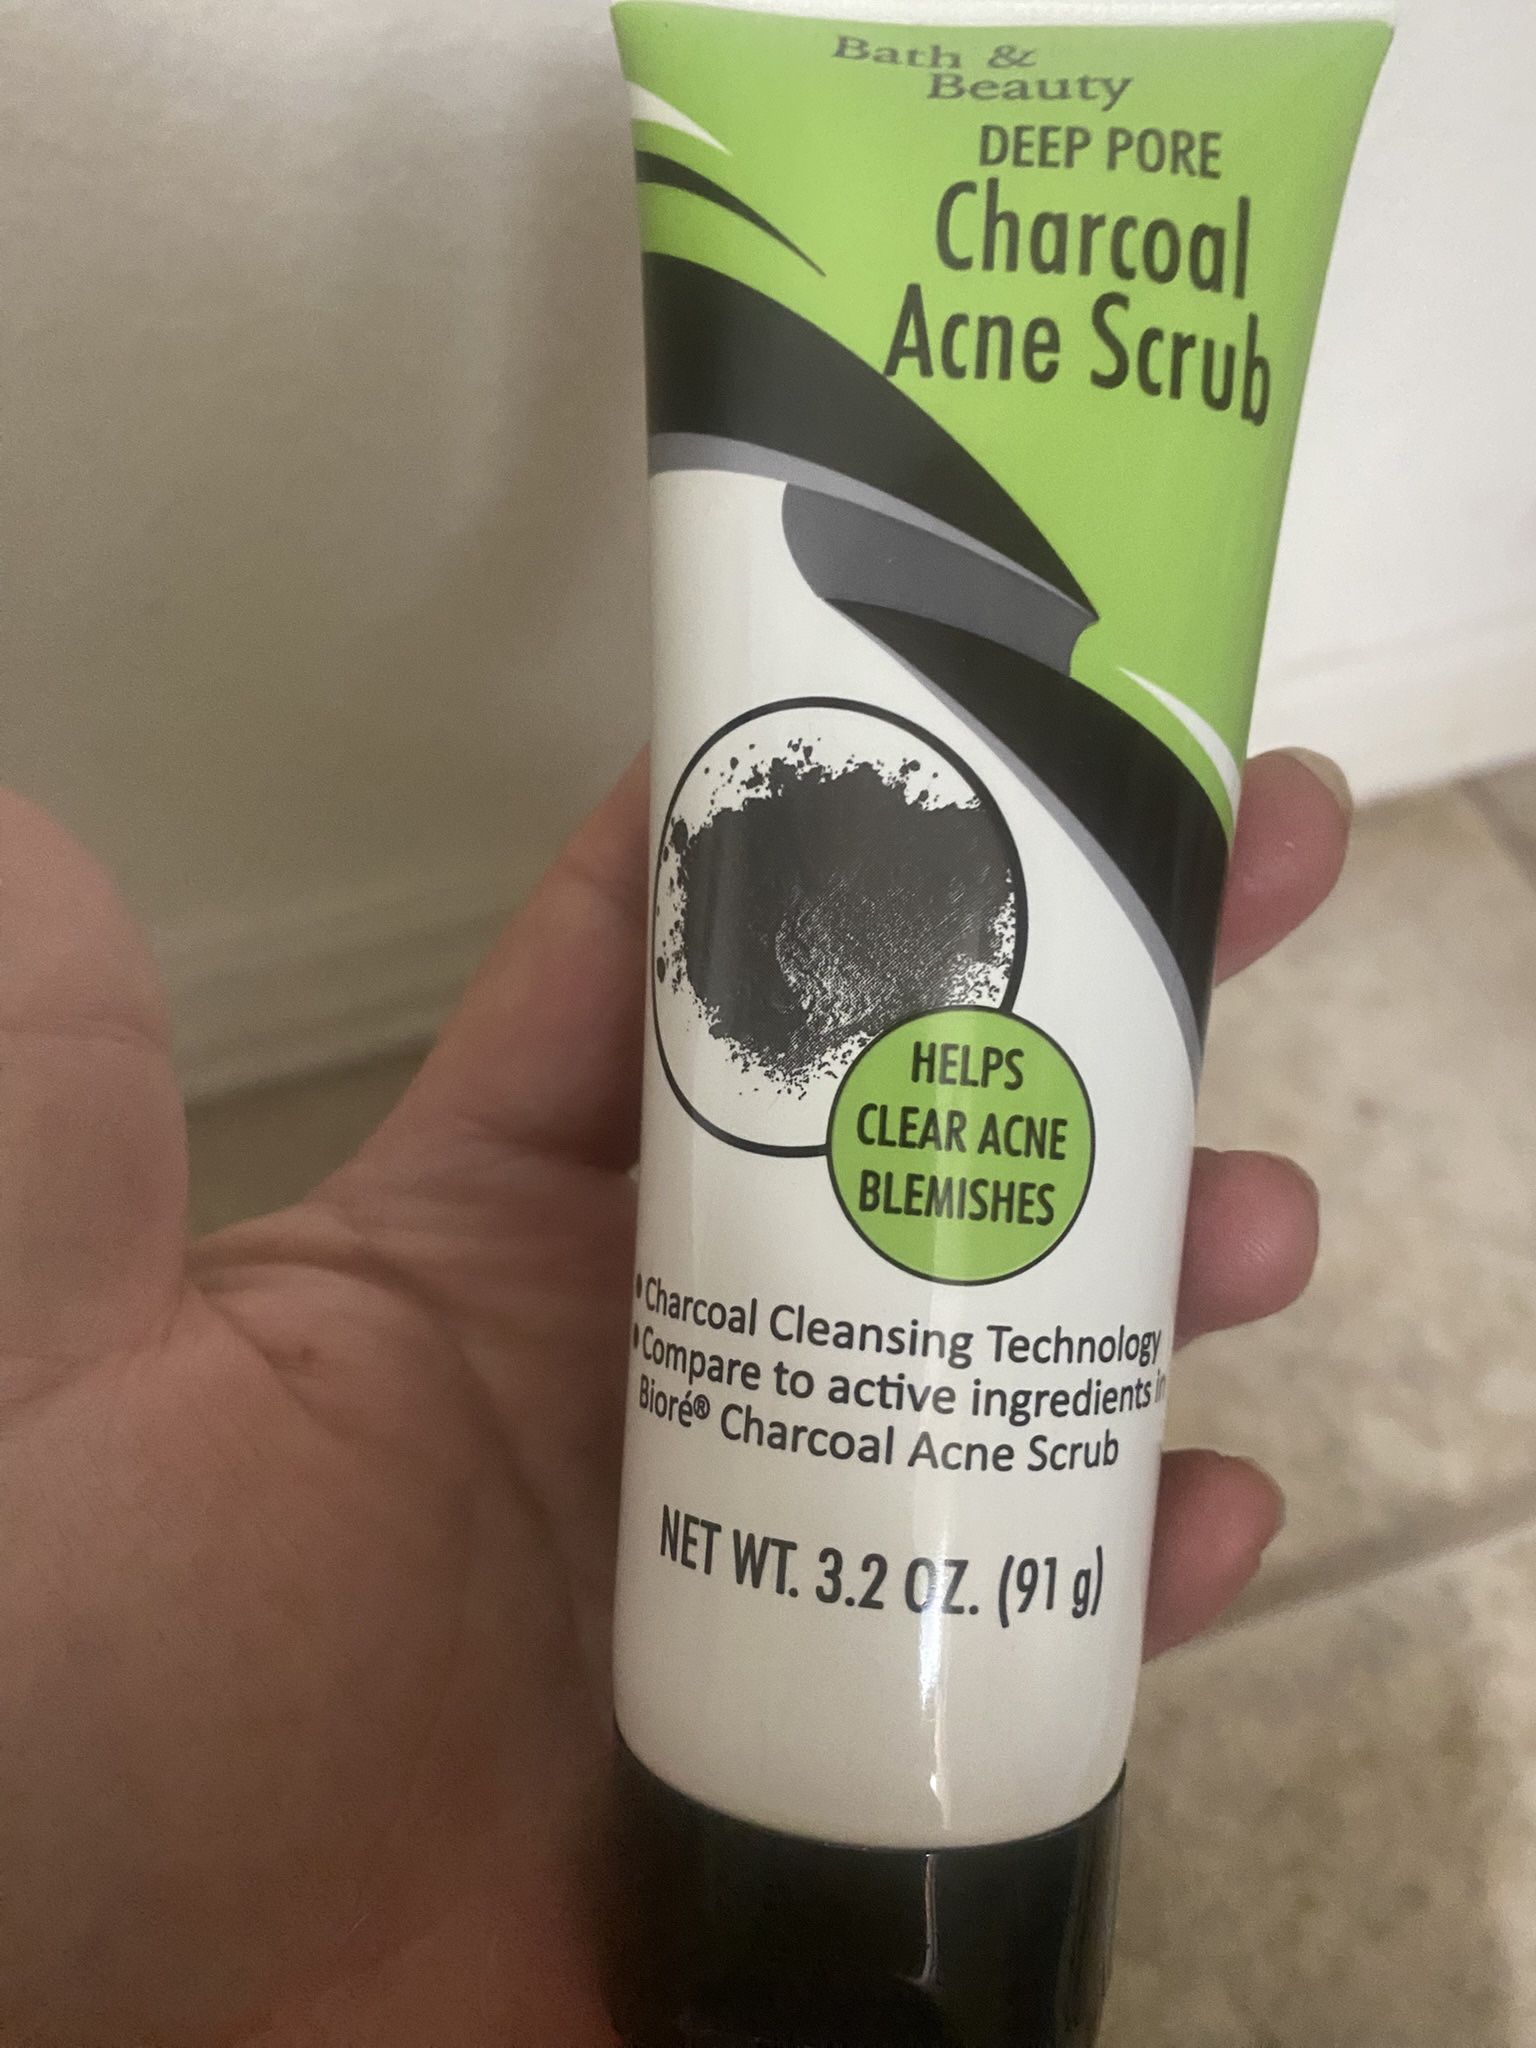 Bath &
Beauty
DEEP PORE
Charcoal
Acne Scrub
HELPS
CLEAR ACNE
BLEMISHES
• Charcoal Cleansing Technology
• Compare to active ingredients in
Bioré® Charcoal Acne Scrub
NET WT. 3.2 OZ. (91 g)